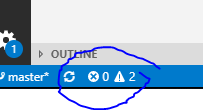 1
OUTLINE
master* 0 2